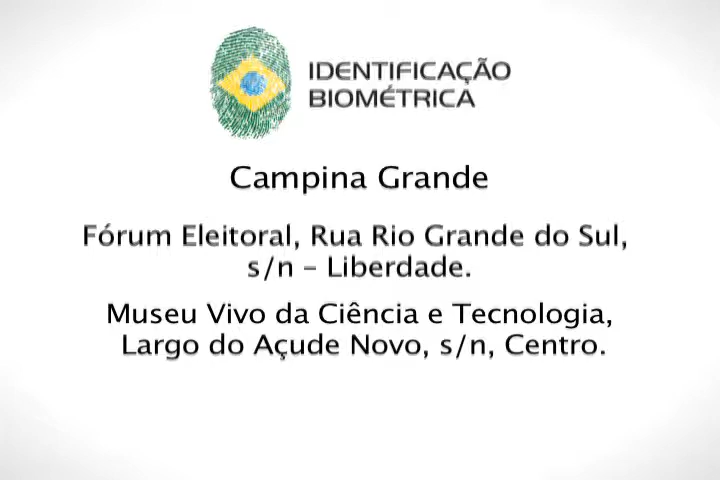 IDENTIFICAÇÃO
BIOMÉTRICA
Campina Grande
Fórum Eleitoral, Rua Rio Grande do Sul,
s/n – Liberdade.
Museu Vivo da Ciência e Tecnologia,
Largo do Açude Novo, s/n, Centro.